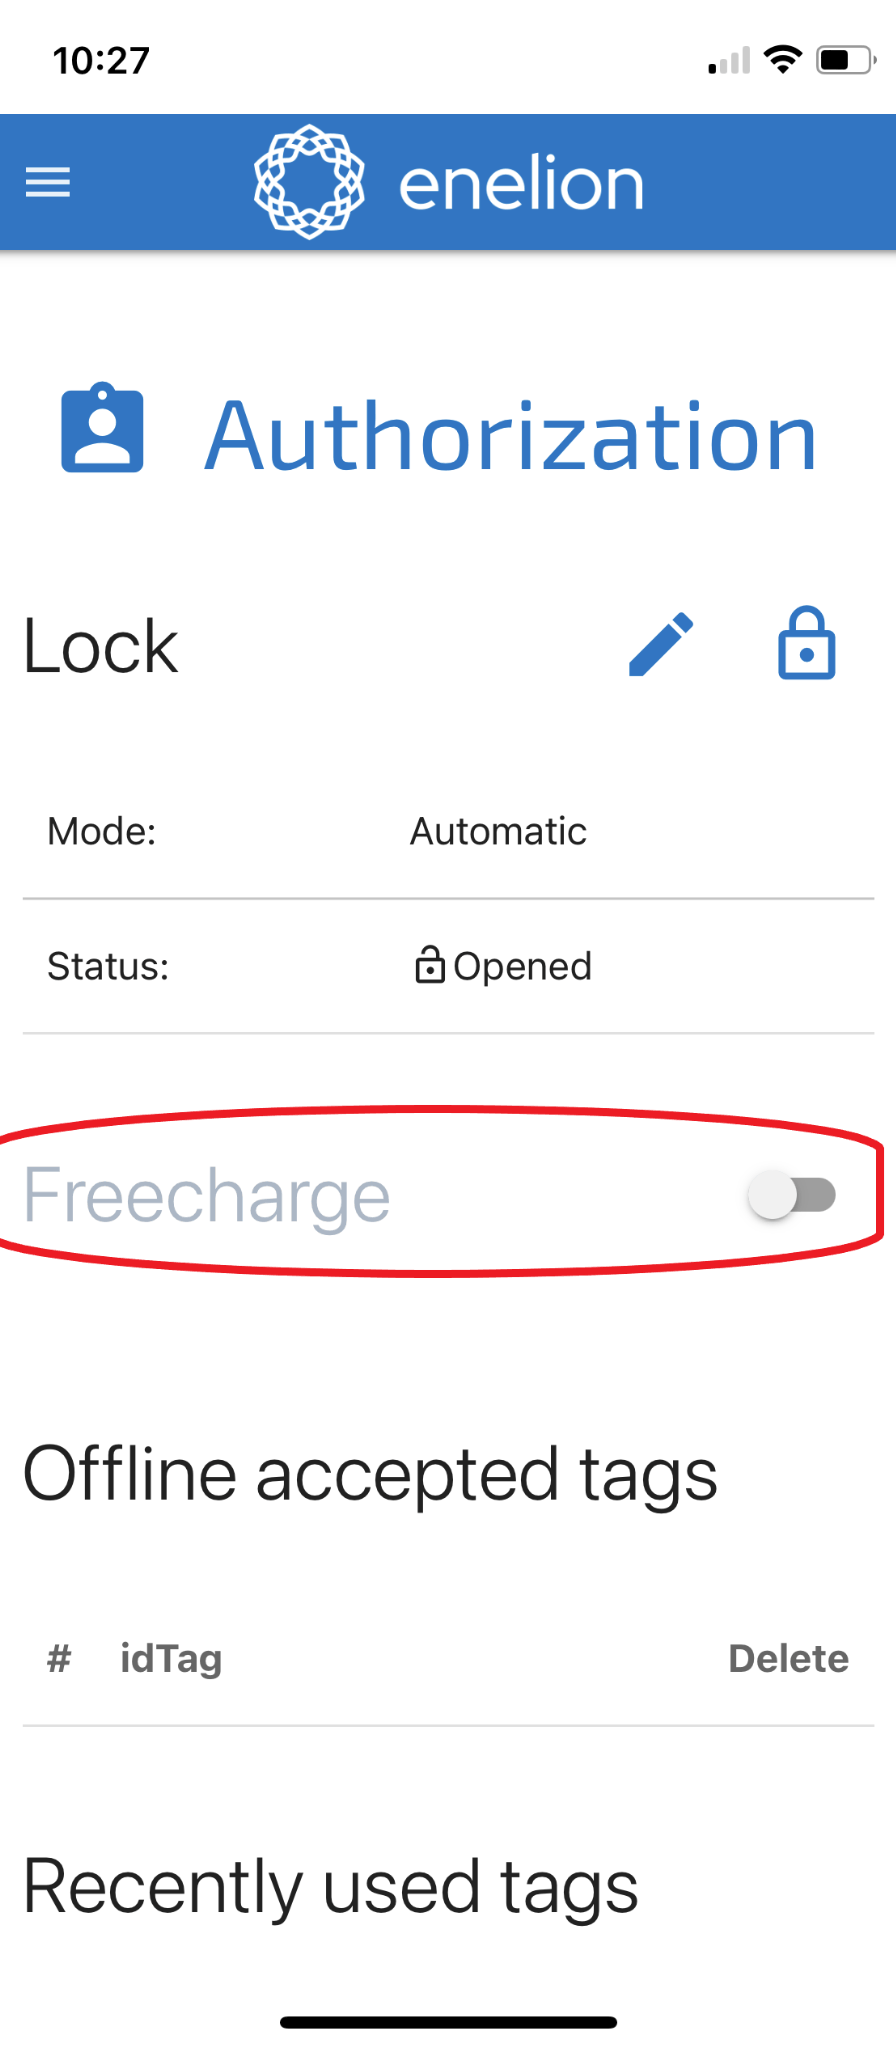 10:27
enelion
Authorization
Lock
Mode: Automatic
Status: Opened
Freecharge
Offline accepted tags
# idTag Delete
Recently used tags